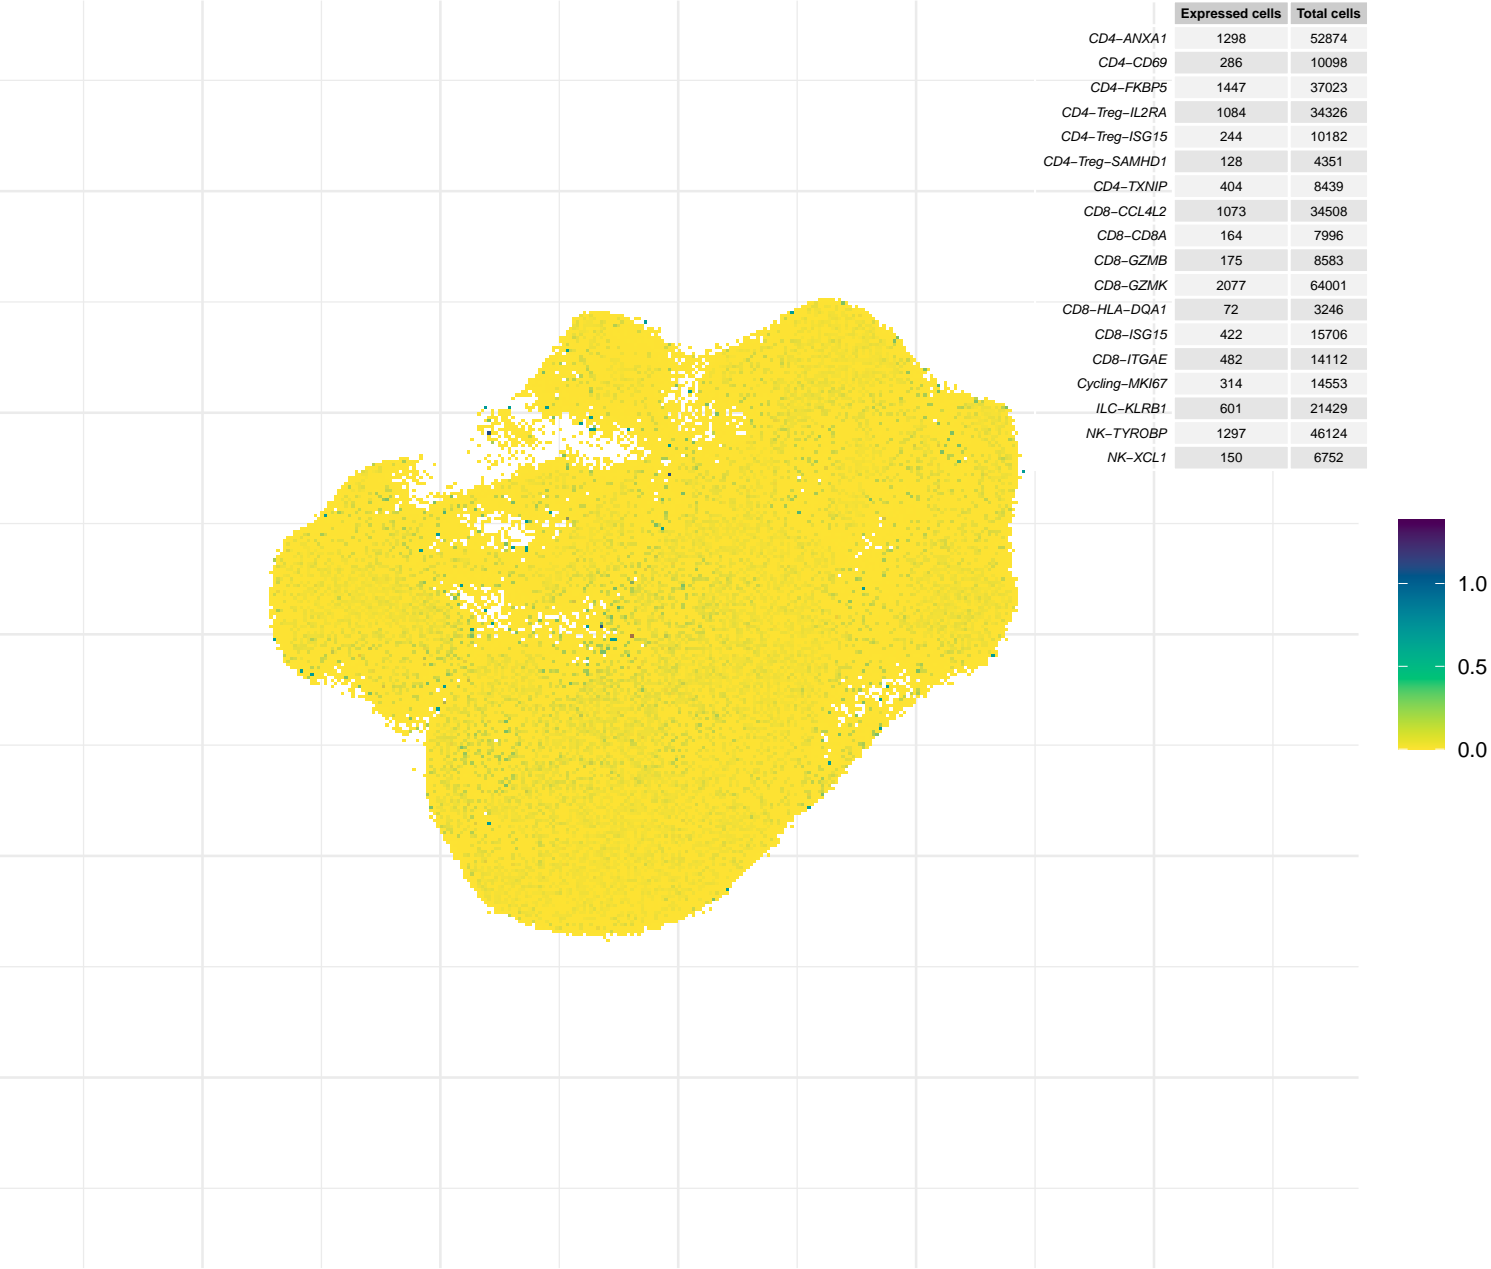 Expressed cells Total cells
CD4−ANXA1 1298 52874
CD4−CD69 286 10098
CD4−FKBP5 1447 37023
CD4−Treg−IL2RA 1084 34326
CD4−Treg−ISG15 244 10182
CD4−Treg−SAMHD1 128 4351
CD4−TXNIP 404 8439
CD8−CCL4L2 1073 34508
CD8−CD8A 164 7996
CD8−GZMB 175 8583
CD8−GZMK 2077 64001
CD8−HLA−DQA1 72 3246
CD8−ISG15 422 15706
CD8−ITGAE 482 14112
Cycling−MKI67 314 14553
ILC−KLRB1 601 21429
NK−TYROBP 1297 46124
NK−XCL1 150 6752
1.0
0.5
0.0